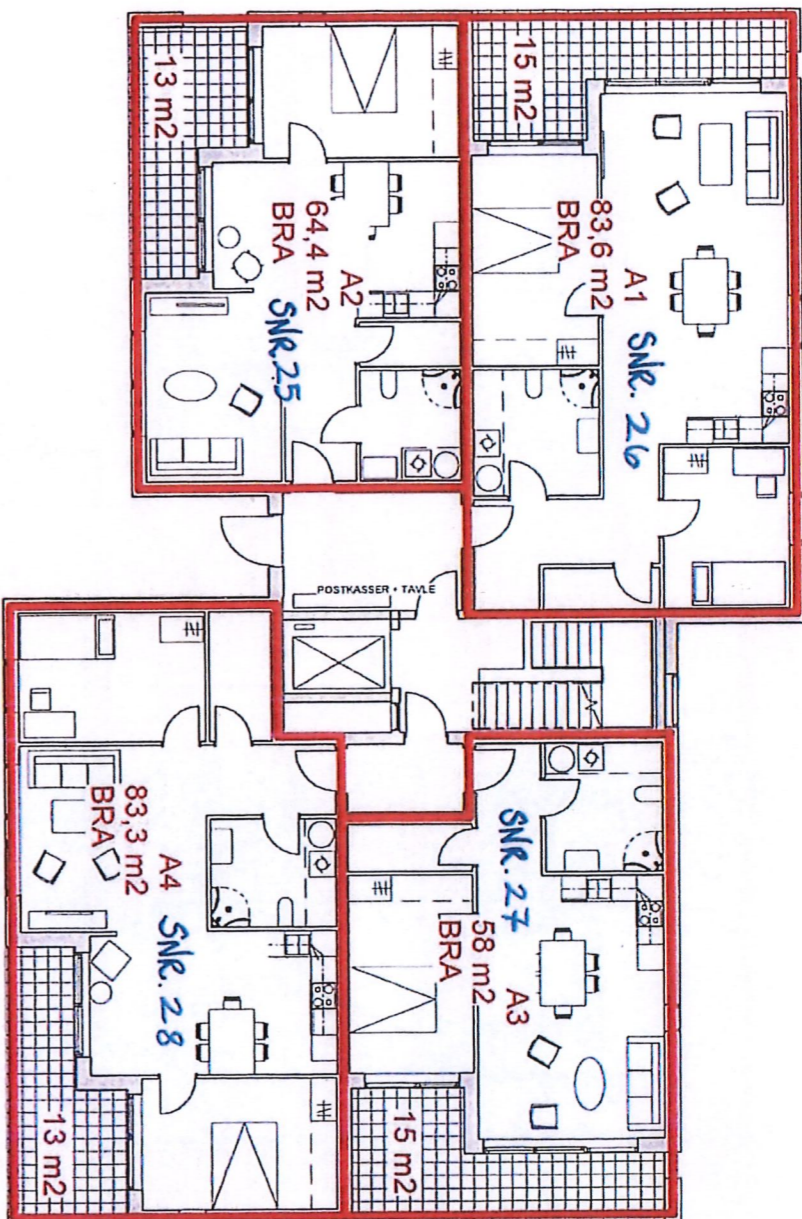 15 m2
A1
83,6 m2
BRA
SNR. 26
13 m2
A2
64,4 m2
BRA
SNR.25
POSTKASSER + TAVLE
A3
58 m2
BRA
SNR. 27
15 m2
A4
83,3 m2
BRA
SNR. 28
13 m2